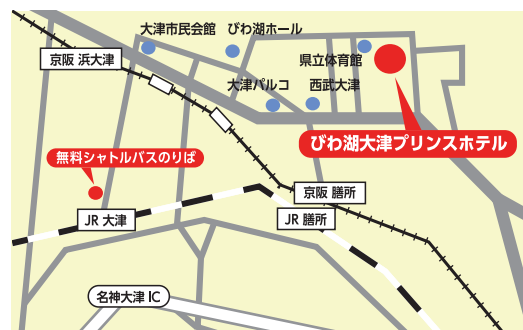 大津市民会館
びわ湖ホール
京阪 浜大津
県立体育館
大津パルコ
西武大津
びわ湖大津プリンスホテル
無料シャトルバスのりば
京阪 膳所
JR 大津
JR 膳所
名神大津 IC